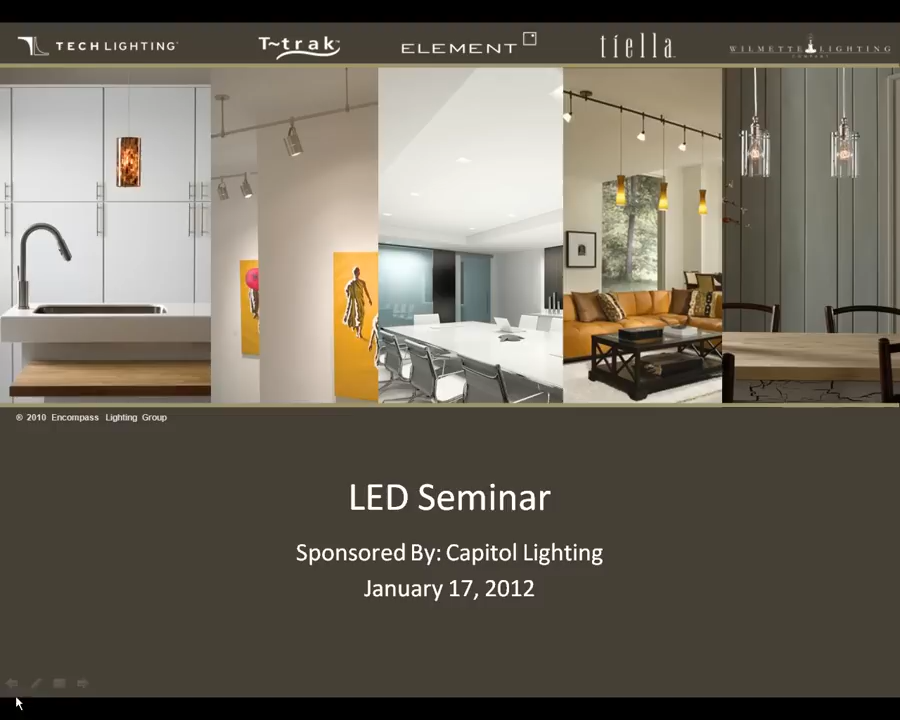 TECH LIGHTING
T~trak
ELEMENT
tiella
WILMETTE LIGHTING
COMPANY
© 2010 Encompass Lighting Group
LED Seminar
Sponsored By: Capitol Lighting
January 17, 2012